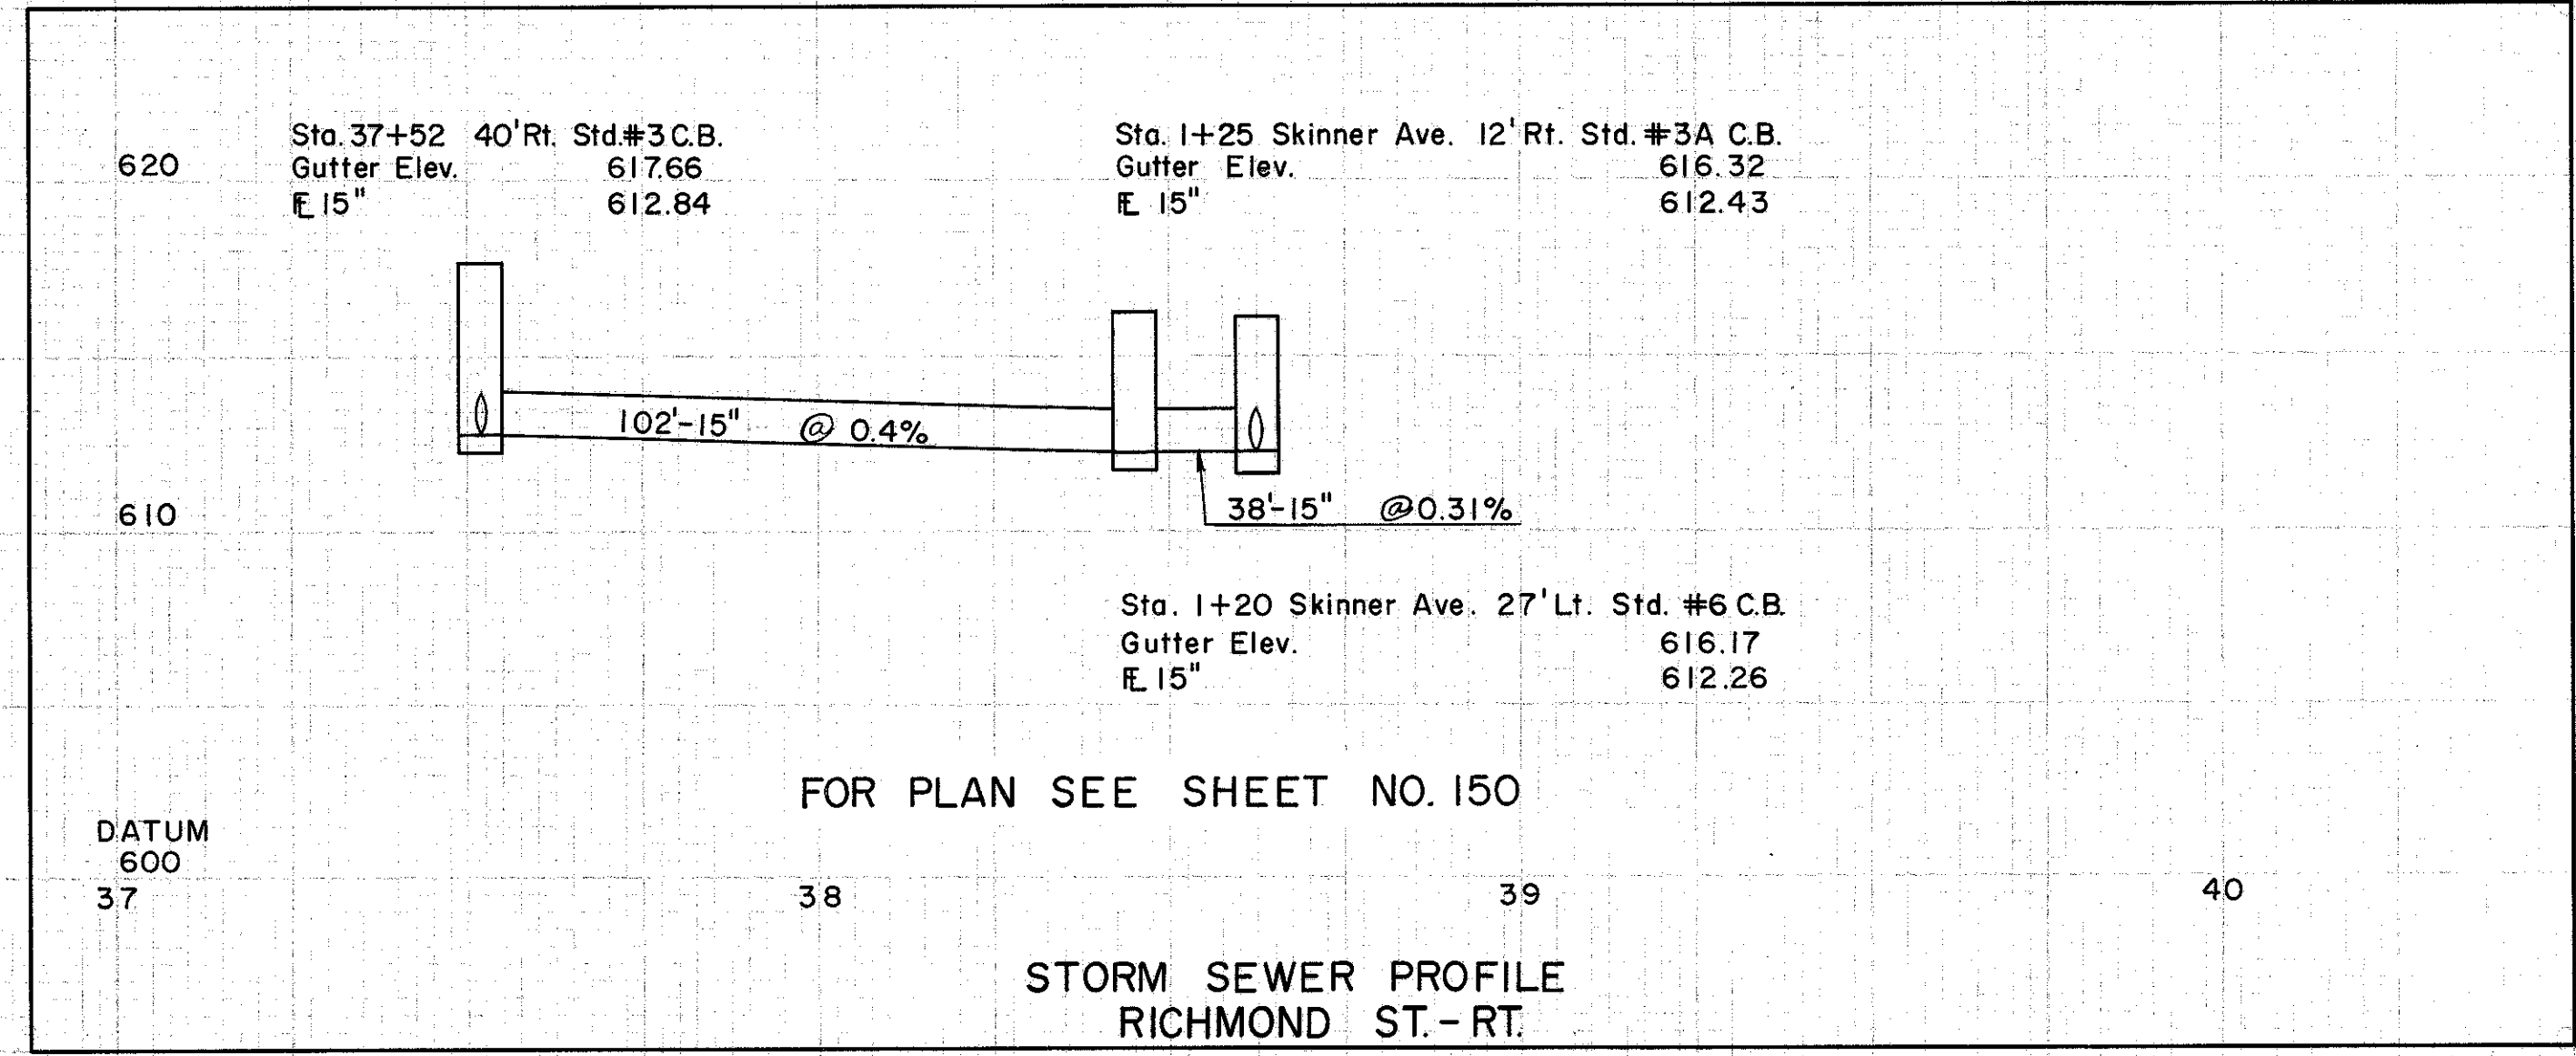 Sta. 37+52 40' Rt. Std.#3 C.B.
Gutter Elev. 617.66
FL 15" 612.84
Sta. 1+25 Skinner Ave. 12' Rt. Std. #3A C.B.
Gutter Elev. 616.32
FL 15" 612.43
620
102'-15" @ 0.4%
610
38'-15" @0.31%
Sta. 1+20 Skinner Ave. 27' Lt. Std. #6 C.B.
Gutter Elev. 616.17
FL 15" 612.26
FOR PLAN SEE SHEET NO. 150
DATUM
600
37 38 39 40
STORM SEWER PROFILE
RICHMOND ST. - RT.